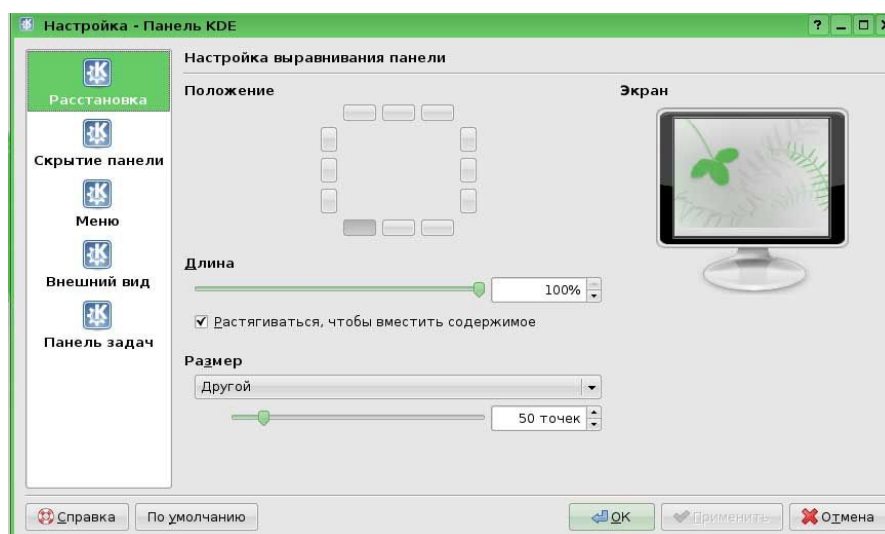 Настройка - Панель KDE
Расстановка
Скрытие панели
Меню
Внешний вид
Панель задач
Настройка выравнивания панели
Положение
Экран
Длина
100%
Растягиваться, чтобы вместить содержимое
Размер
Другой
50 точек
Справка
По умолчанию
OK
Применить
Отмена